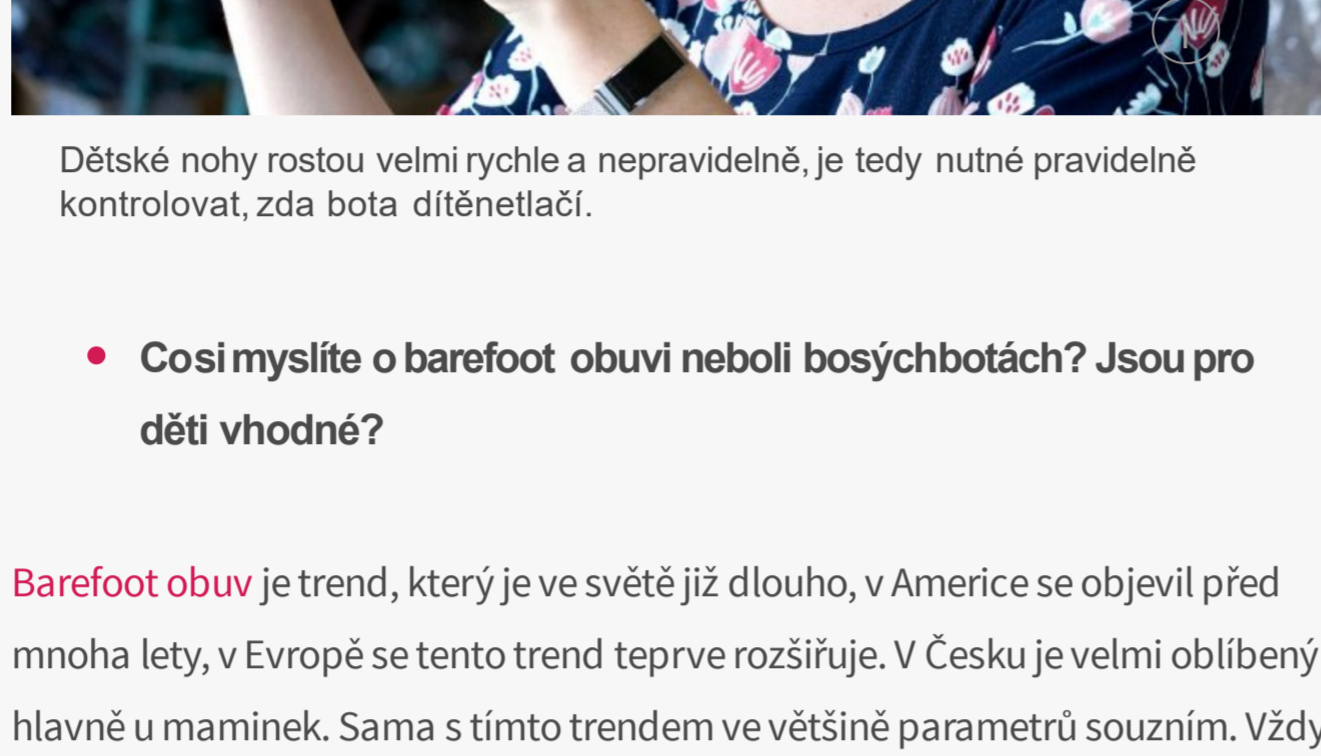 N
Dětské nohy rostou velmi rychle a nepravidelně, je tedy nutné pravidelně
kontrolovat, zda bota dítěnetlačí.
Cosi myslíte o barefoot obuvi neboli bosýchbotách? Jsou pro
děti vhodné?
Barefoot obuv je trend, který je ve světě již dlouho, v Americe se objevil před
mnoha lety, v Evropě se tento trend teprve rozšiřuje. V Česku je velmi oblíbený
hlavně u maminek. Sama s tímto trendem ve většině parametrů souzním. Vždy